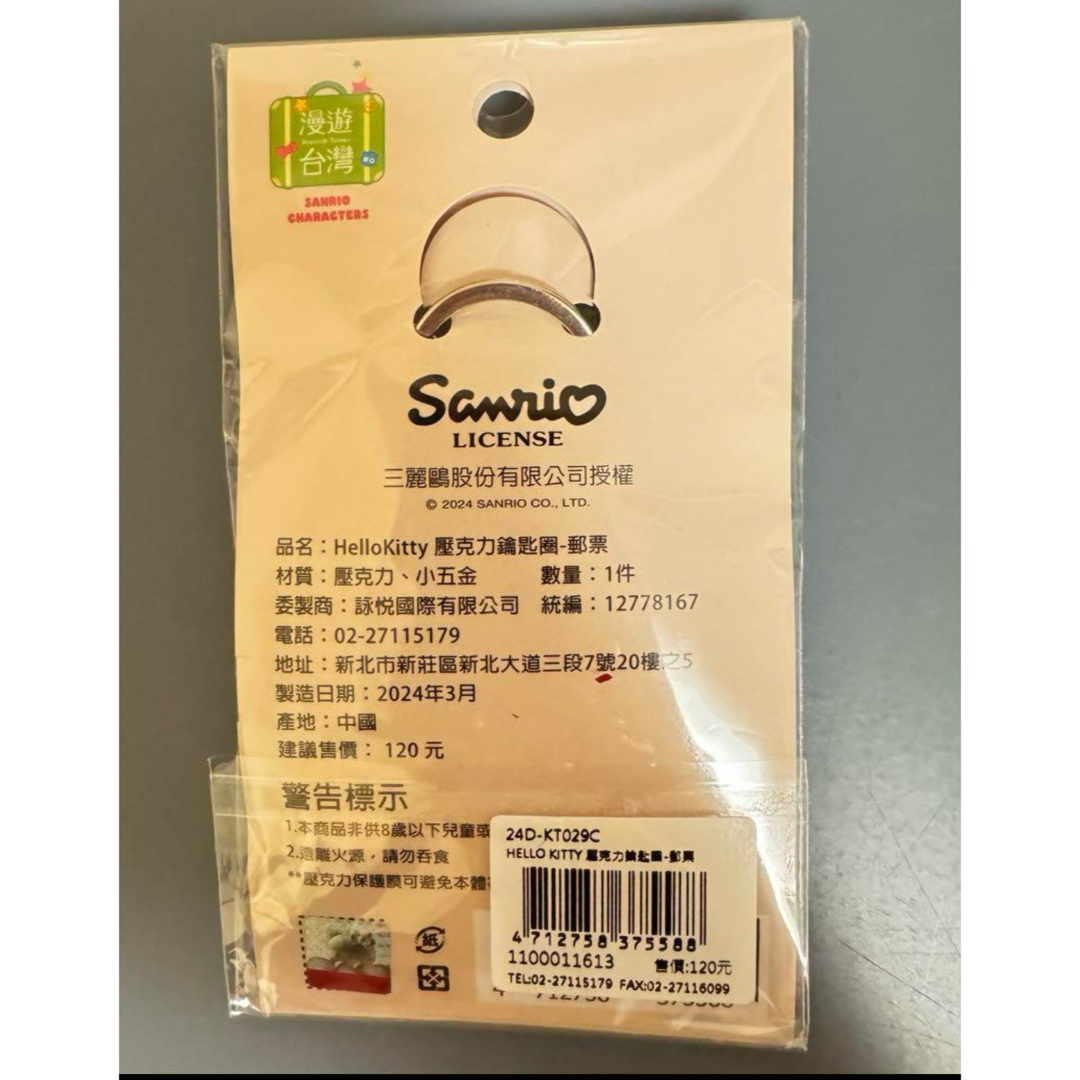 漫遊
台灣
SANRIO
CHARACTERS
Sanrio
LICENSE
三麗鷗股份有限公司授權
© 2024 SANRIO CO., LTD.
品名：HelloKitty 壓克力鑰匙圈-郵票
材質：壓克力、小五金 數量：1件
委製商：詠悅國際有限公司 統編：12778167
電話：02-27115179
地址：新北市新莊區新北大道三段7號20樓之5
製造日期：2024年3月
產地：中國
建議售價： 120 元
警告標示
1.本商品非供8歲以下兒童或
2.遠離火源，請勿吞食
**壓克力保護膜可避免本體
24D-KT029C
HELLO KITTY 壓克力鑰匙圈-郵票
4 712758 375588
1100011613 售價:120元
TEL:02-27115179 FAX:02-27116099
紙